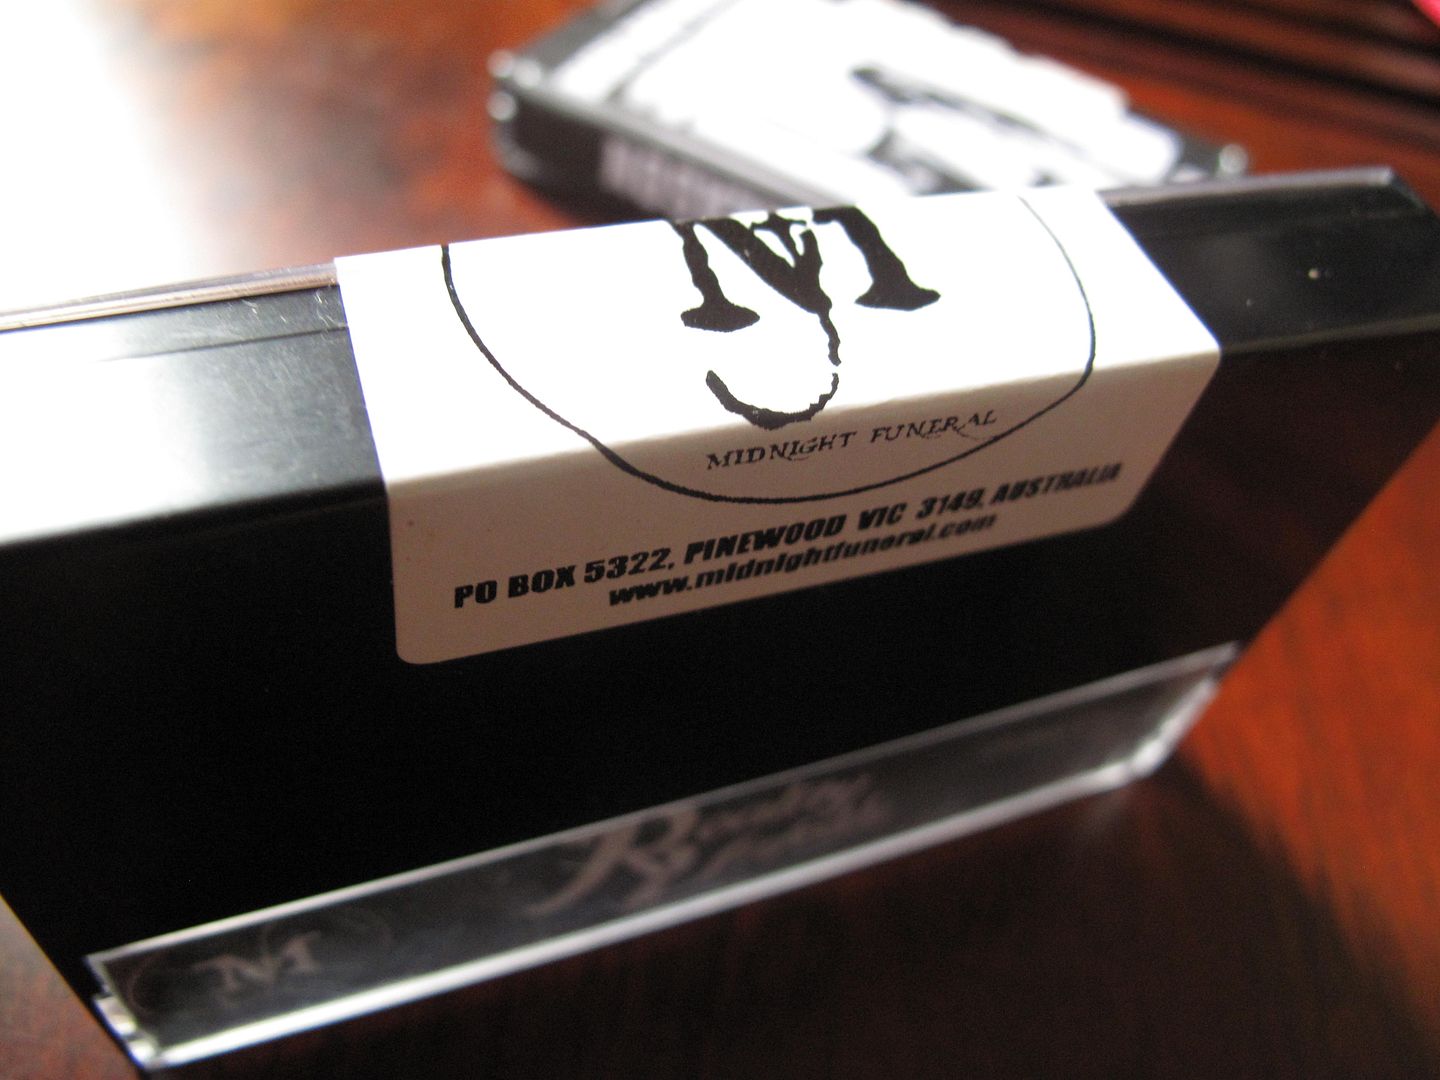 MIDNIGHT FUNERAL
PO BOX 5322, PINEWOOD VIC 3149, AUSTRALIA
www.midnightfuneral.com
M